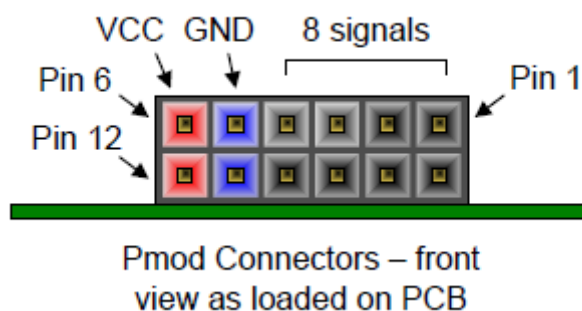 VCC GND 8 signals
Pin 6
Pin 1
Pin 12
Pmod Connectors – front
view as loaded on PCB